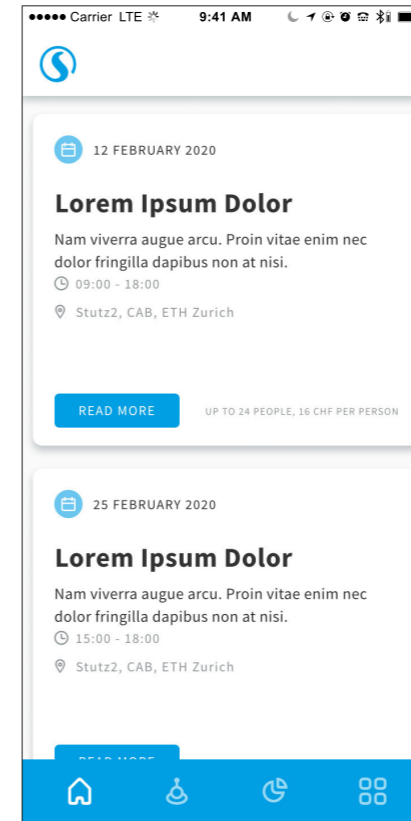 Carrier LTE 9:41 AM
12 FEBRUARY 2020
Lorem Ipsum Dolor
Nam viverra augue arcu. Proin vitae enim nec
dolor fringilla dapibus non at nisi.
09:00 - 18:00
Stutz2, CAB, ETH Zurich
READ MORE UP TO 24 PEOPLE, 16 CHF PER PERSON
25 FEBRUARY 2020
Lorem Ipsum Dolor
Nam viverra augue arcu. Proin vitae enim nec
dolor fringilla dapibus non at nisi.
15:00 - 18:00
Stutz2, CAB, ETH Zurich
READ MORE